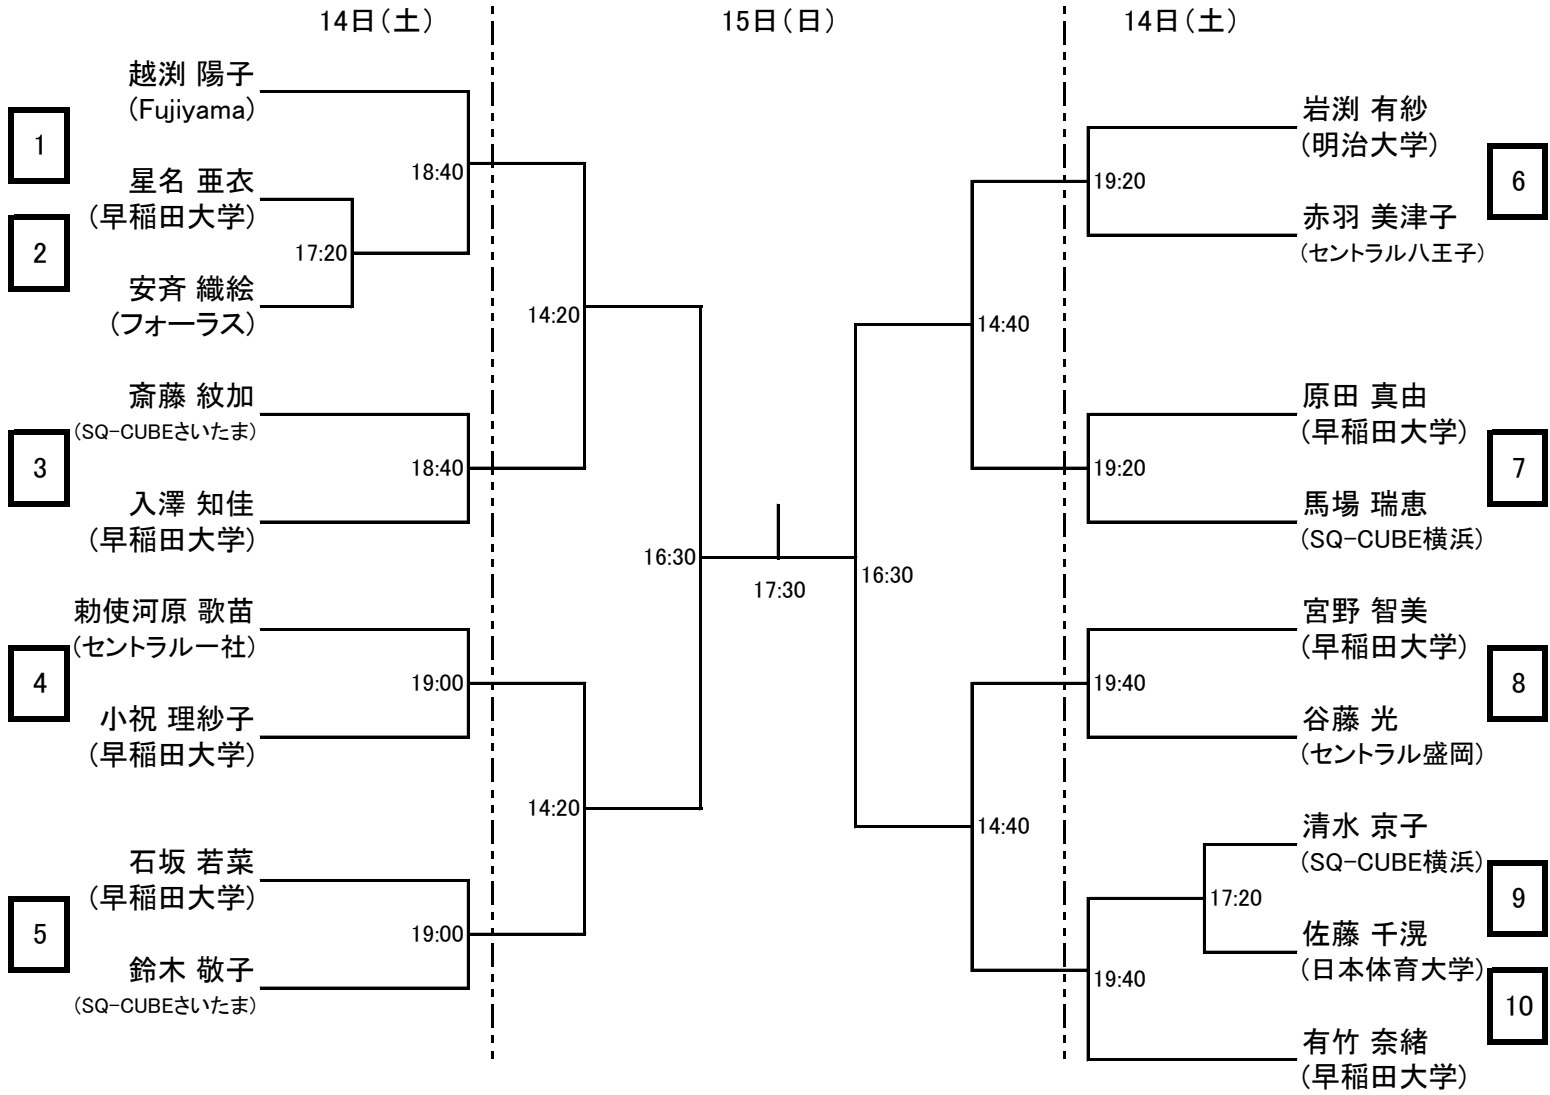 14日（土）
15日（日）
14日（土）
越渕 陽子
（Fujiyama）
1
星名 亜衣
（早稲田大学）
2
安斉 織絵
（フォーラス）
17:20
18:40
斎藤 紋加
（SQ-CUBEさいたま）
3
入澤 知佳
（早稲田大学）
18:40
14:20
勅使河原 歌苗
（セントラル一社）
4
小祝 理紗子
（早稲田大学）
19:00
石坂 若菜
（早稲田大学）
5
鈴木 敬子
（SQ-CUBEさいたま）
19:00
14:20
16:30
17:30
16:30
岩渕 有紗
（明治大学）
6
赤羽 美津子
（セントラル八王子）
19:20
14:40
原田 真由
（早稲田大学）
7
馬場 瑞恵
（SQ-CUBE横浜）
19:20
宮野 智美
（早稲田大学）
8
谷藤 光
（セントラル盛岡）
19:40
14:40
清水 京子
（SQ-CUBE横浜）
9
17:20
佐藤 千滉
（日本体育大学）
10
19:40
有竹 奈緒
（早稲田大学）